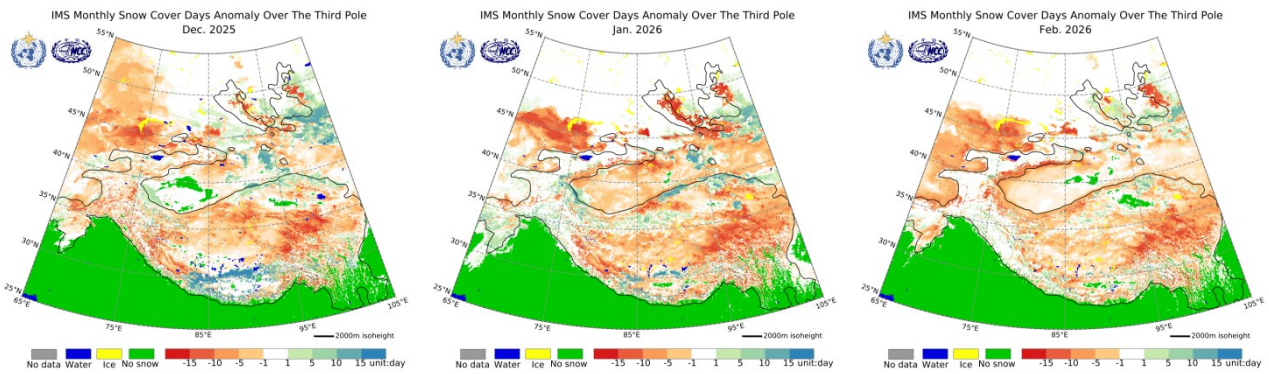 IMS Monthly Snow Cover Days Anomaly Over The Third Pole
Dec. 2025
NCC
55°N
50°N
45°N
40°N
35°N
30°N
25°N
65°E
75°E
85°E
95°E
105°E
2000m isoheight
No data Water Ice No snow -15 -10 -5 -1 1 5 10 15 unit:day
IMS Monthly Snow Cover Days Anomaly Over The Third Pole
Jan. 2026
NCC
55°N
50°N
45°N
40°N
35°N
30°N
25°N
65°E
75°E
85°E
95°E
105°E
2000m isoheight
No data Water Ice No snow -15 -10 -5 -1 1 5 10 15 unit:day
IMS Monthly Snow Cover Days Anomaly Over The Third Pole
Feb. 2026
NCC
55°N
50°N
45°N
40°N
35°N
30°N
25°N
65°E
75°E
85°E
95°E
105°E
2000m isoheight
No data Water Ice No snow -15 -10 -5 -1 1 5 10 15 unit:day